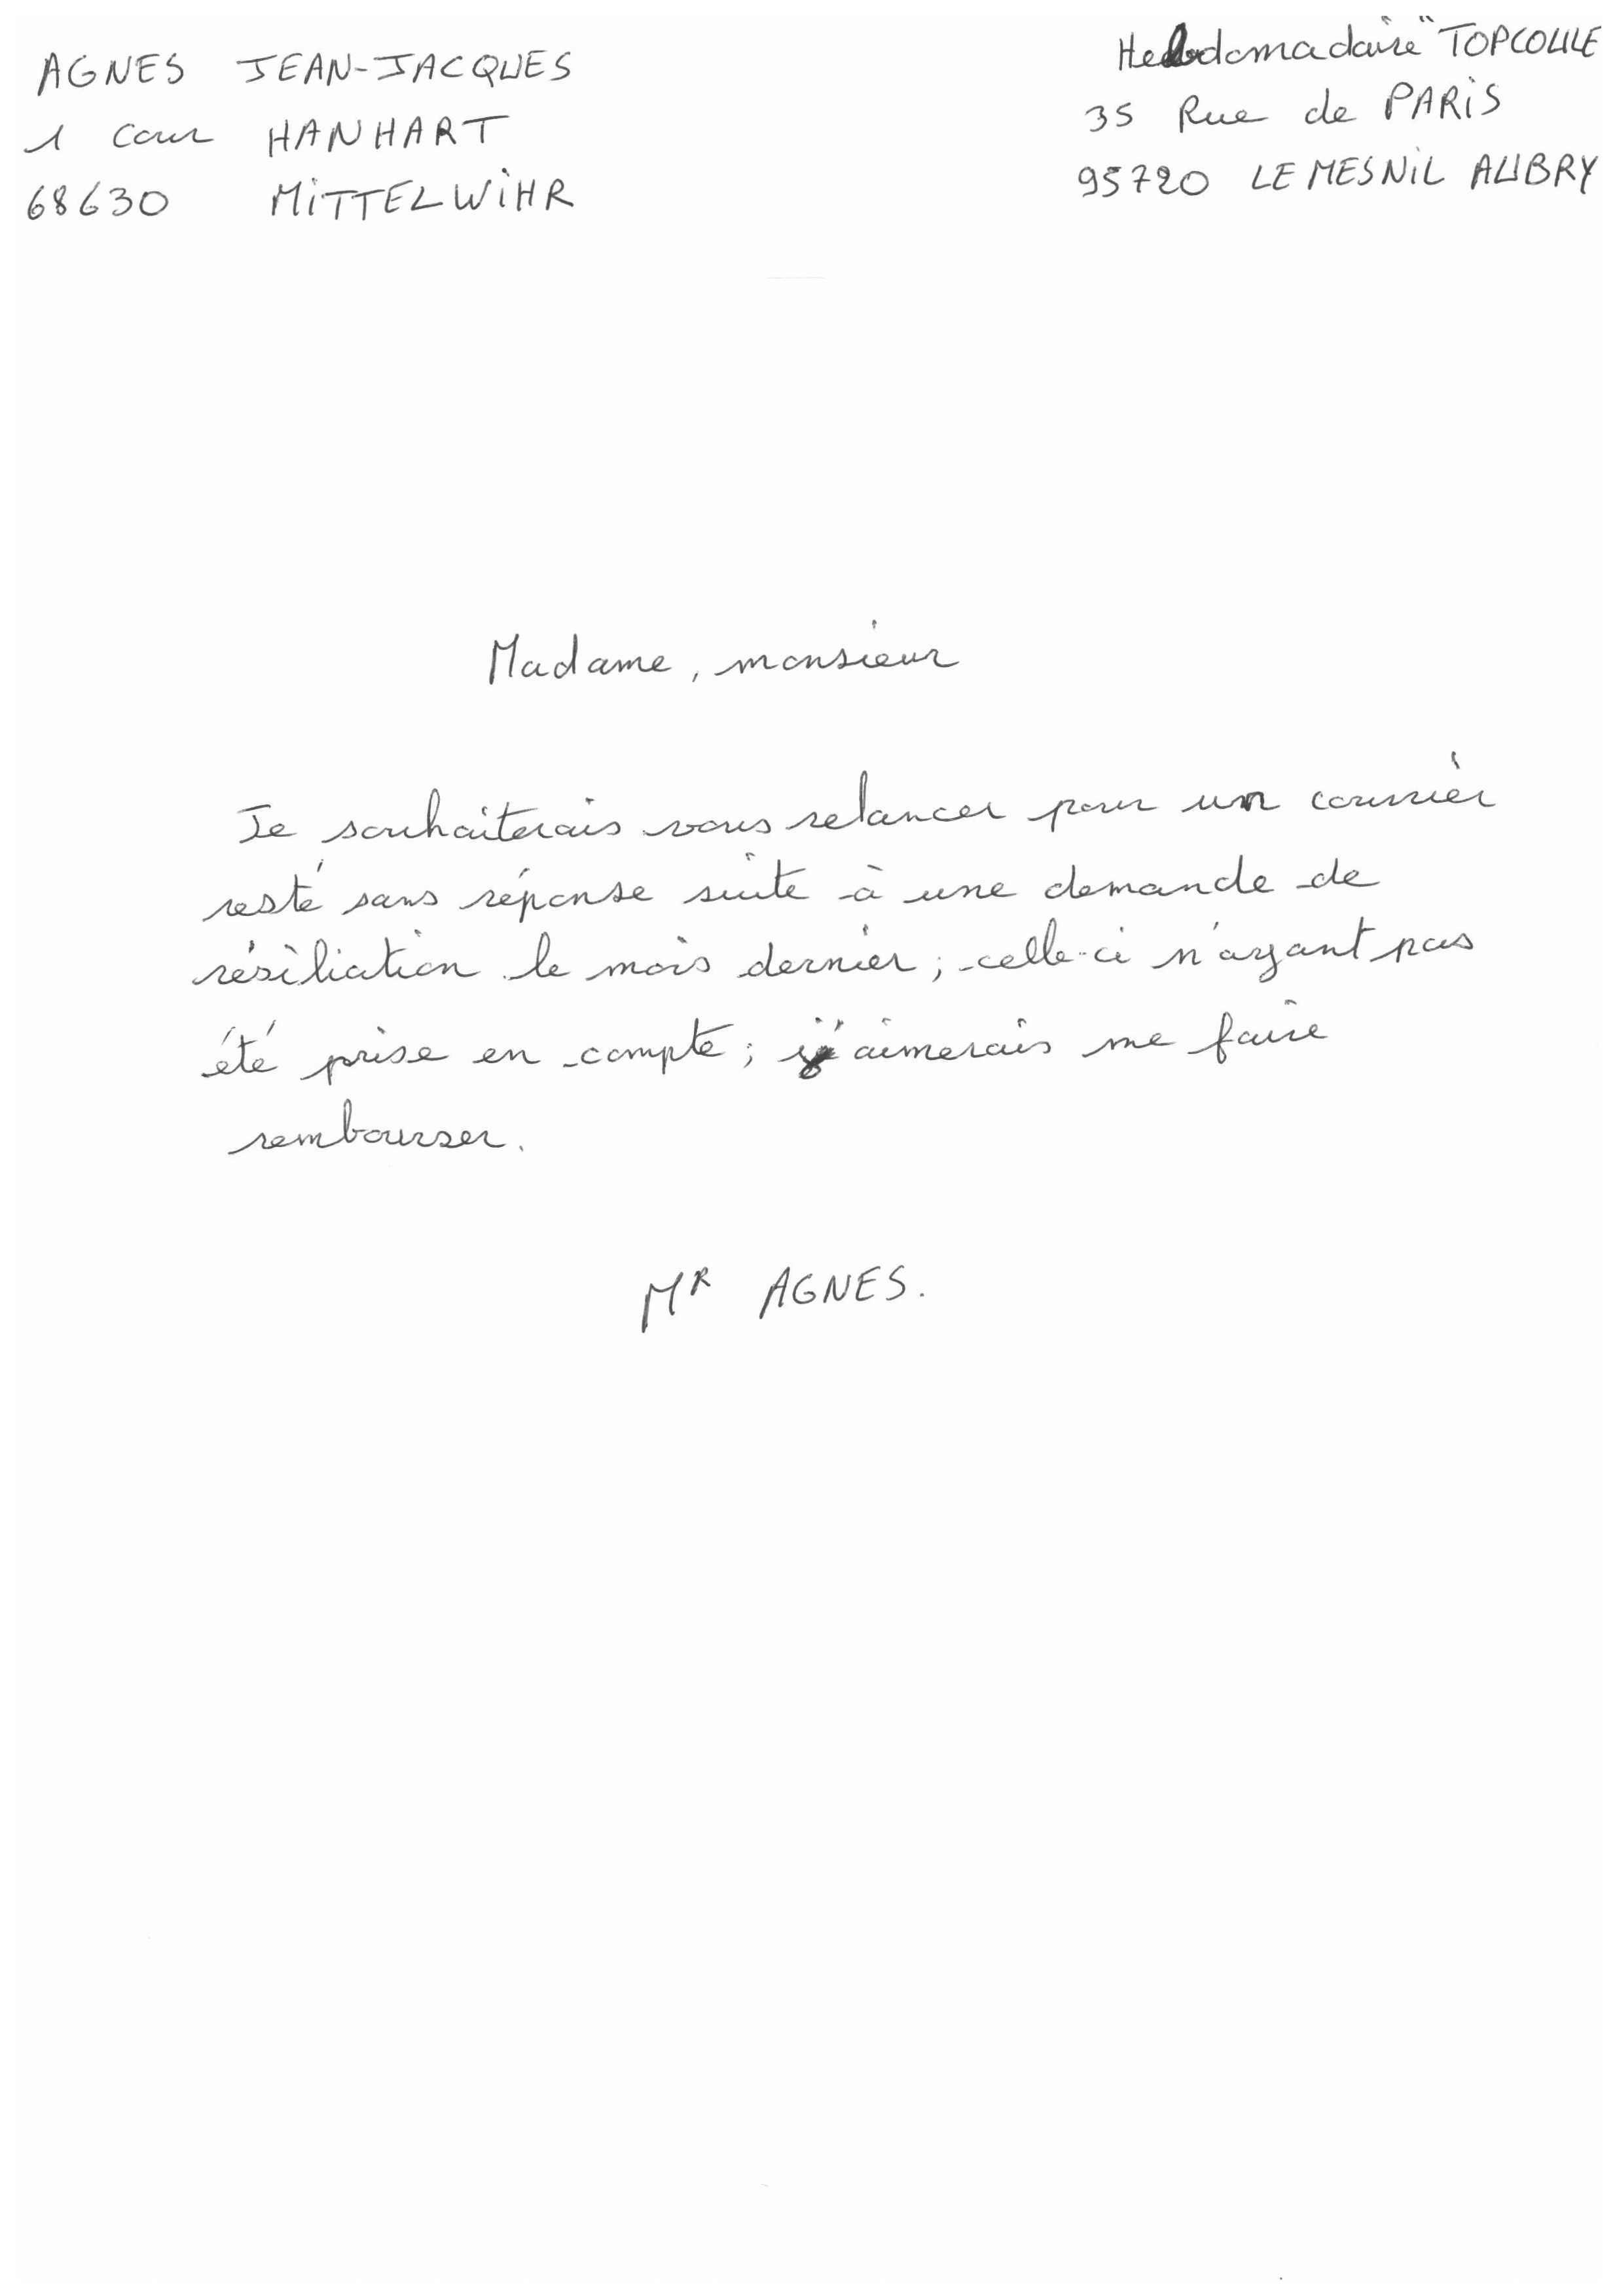 AGNES JEAN-JACQUES
1 cour HANHART
68630 MITTELWIHR
Hebdomadaire "TOPCOLLE
35 Rue de PARIS
95720 LE MESNIL AUBRY
Madame, monsieur
Je souhaiterais vous relancer pour un courrier
resté sans réponse suite à une demande de
résiliation le mois dernier ; celle-ci n'ayant pas
été prise en compte ; j'aimerais me faire
rembourser.
MR AGNES.